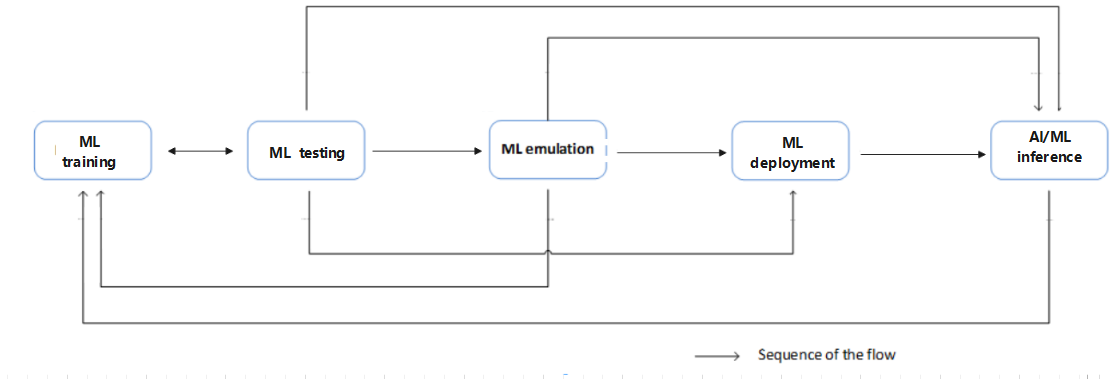 ML
training
ML testing
ML emulation
ML
deployment
AI/ML
inference
Sequence of the flow